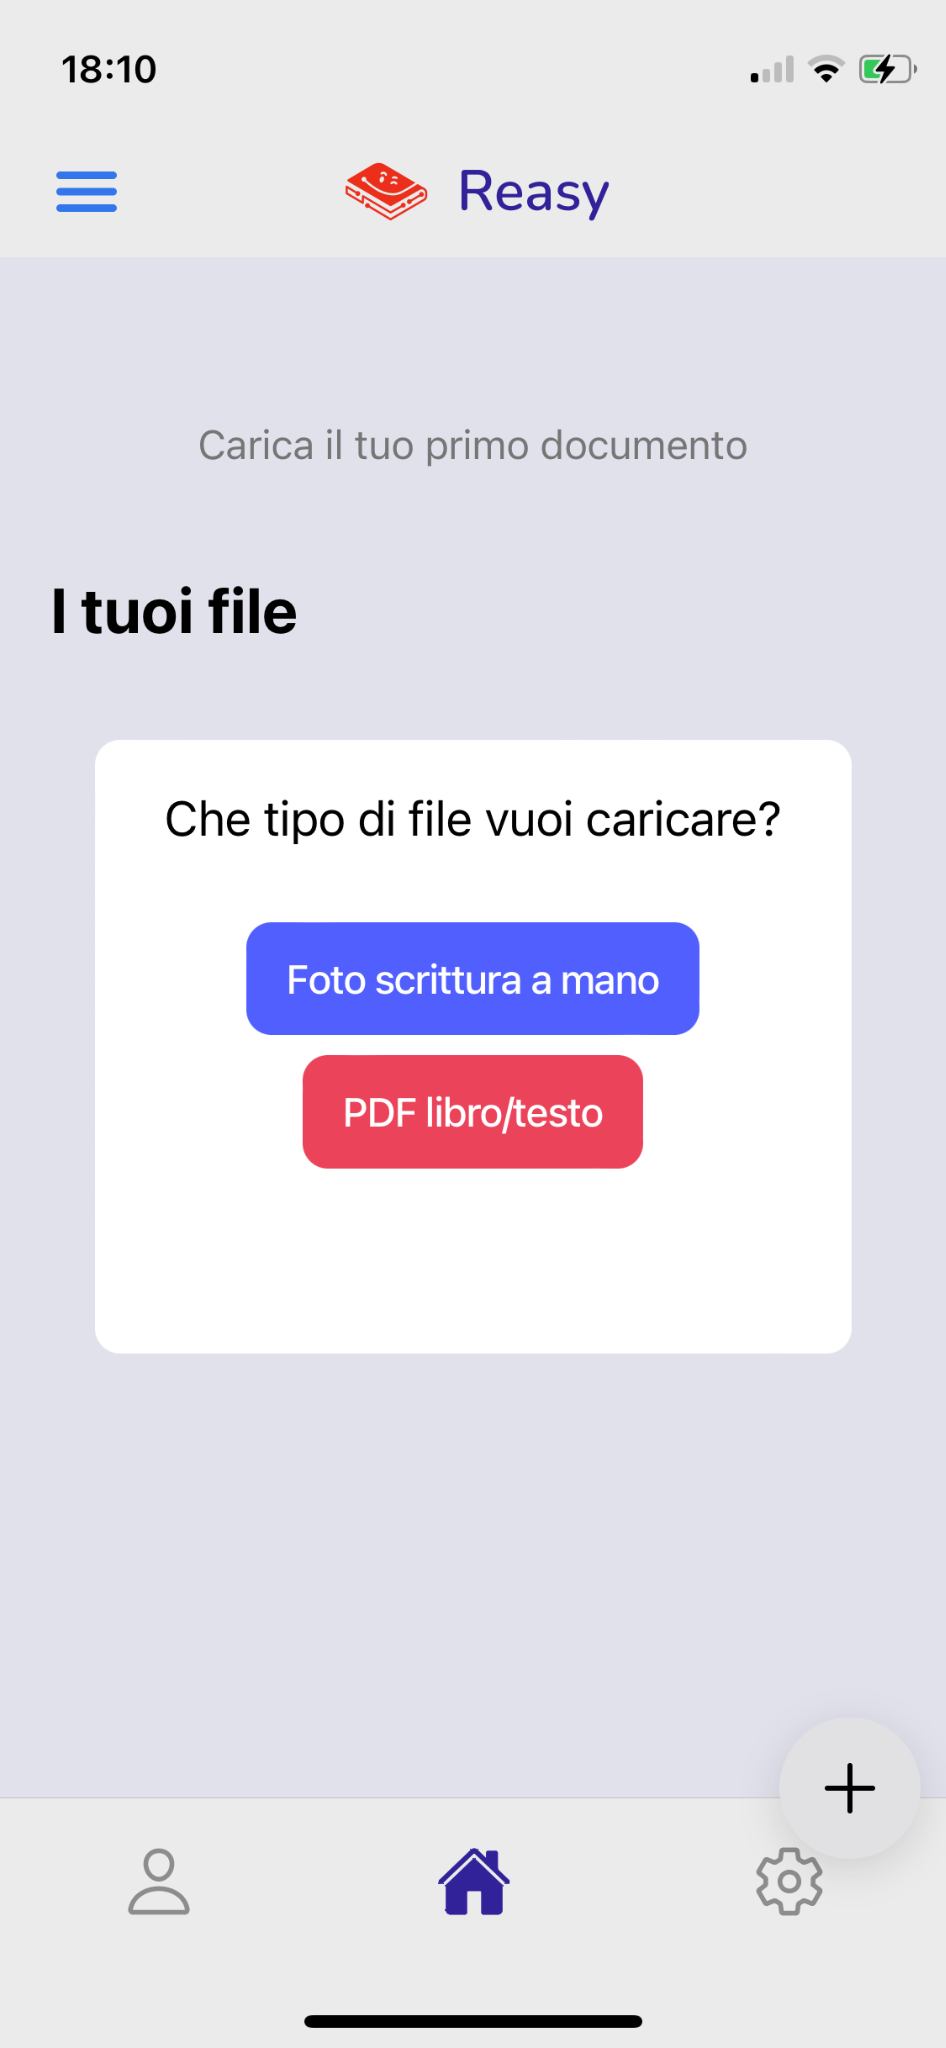 18:10
Reasy
Carica il tuo primo documento
I tuoi file
Che tipo di file vuoi caricare?
Foto scrittura a mano
PDF libro/testo